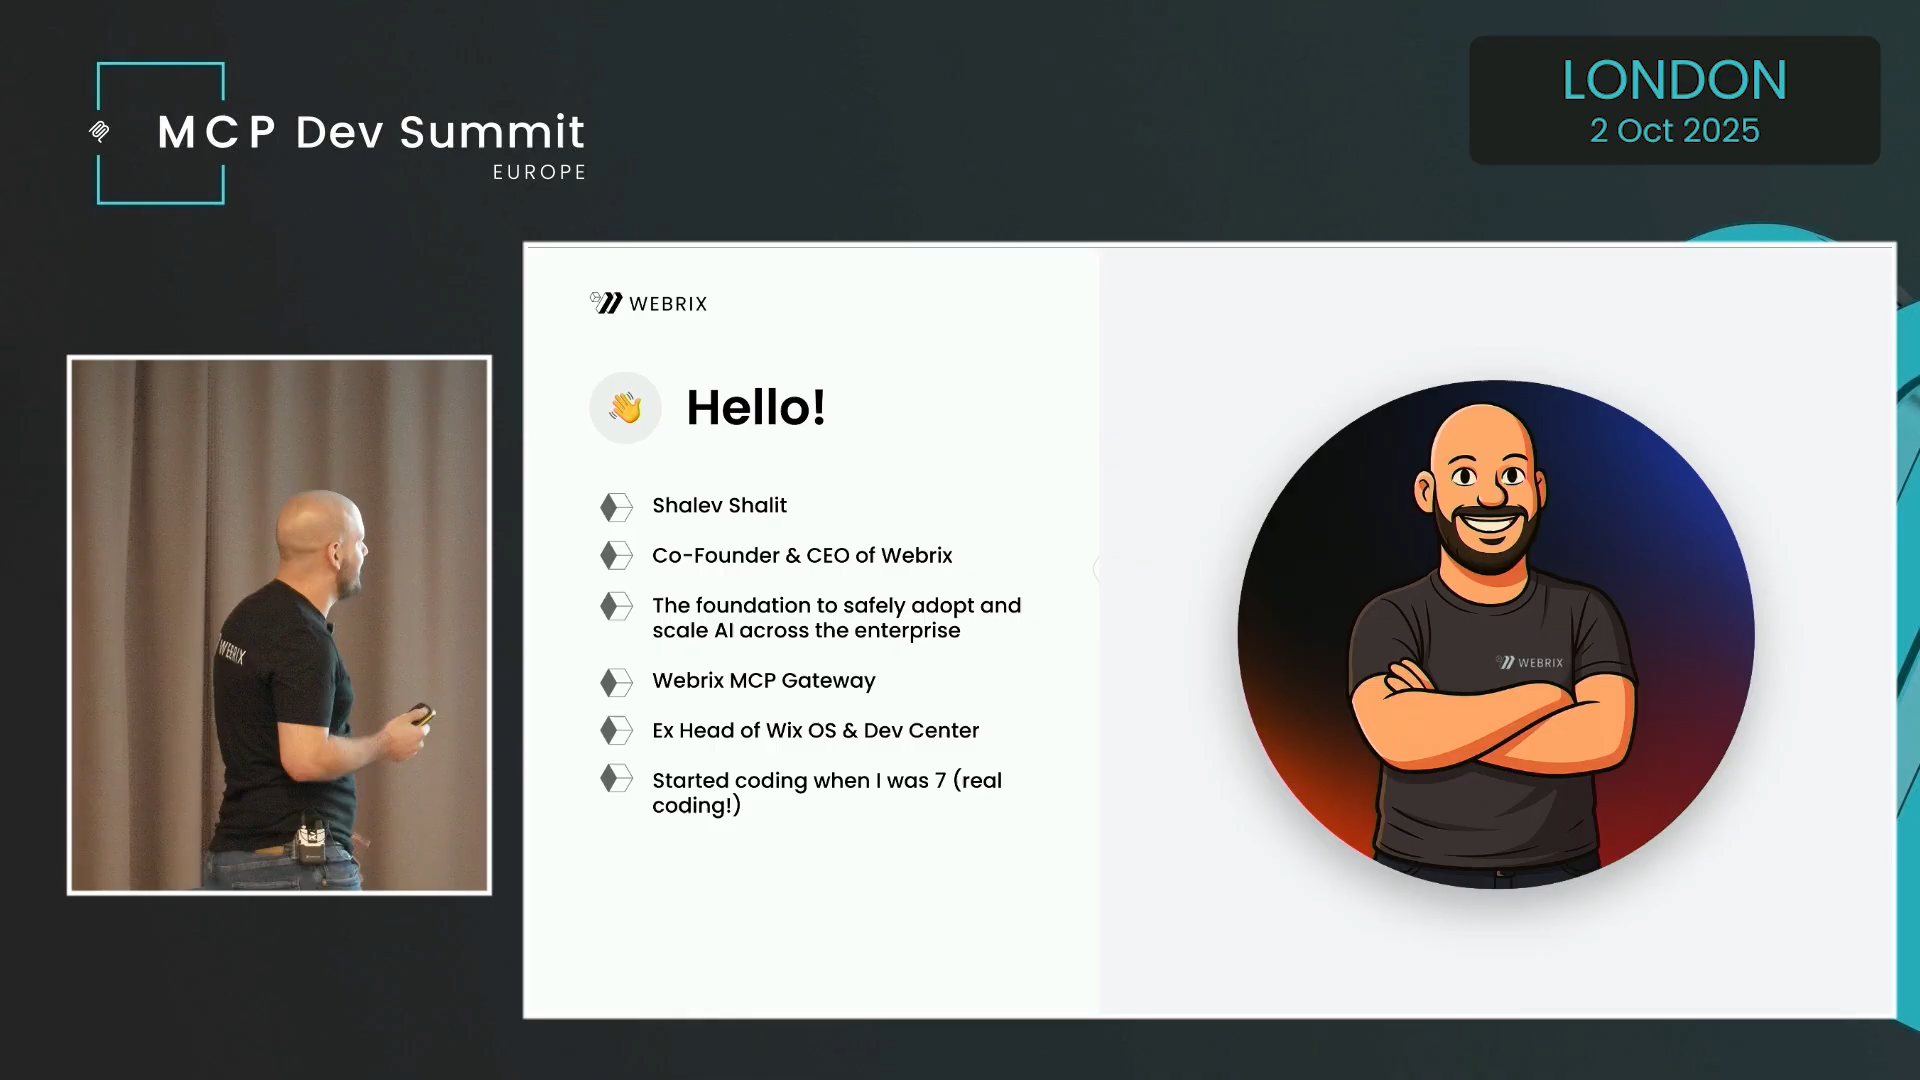 MCP Dev Summit
EUROPE
LONDON
2 Oct 2025
WEBRIX
👋 Hello!
Shalev Shalit
Co-Founder & CEO of Webrix
The foundation to safely adopt and
scale AI across the enterprise
Webrix MCP Gateway
Ex Head of Wix OS & Dev Center
Started coding when I was 7 (real
coding!)
WEBRIX
WEBRIX